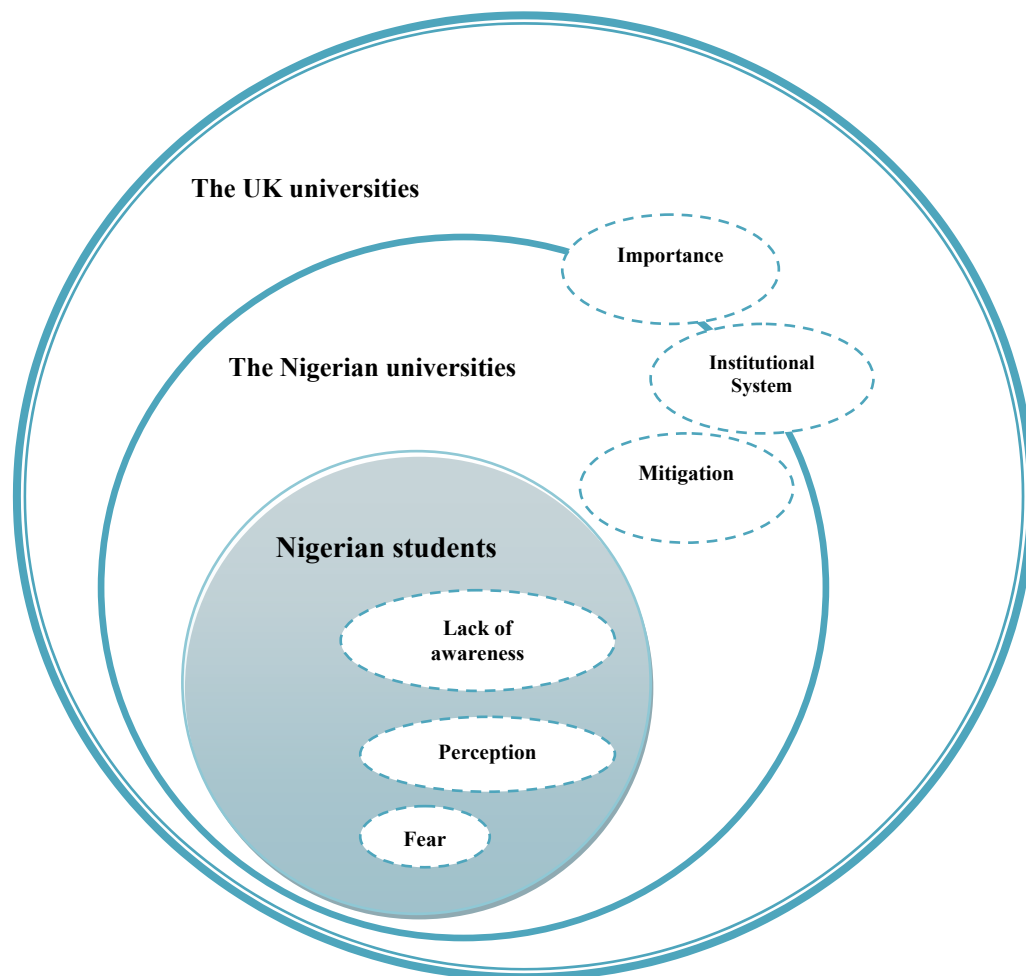 The UK universities
Importance
The Nigerian universities
Institutional
System
Mitigation
Nigerian students
Lack of
awareness
Perception
Fear